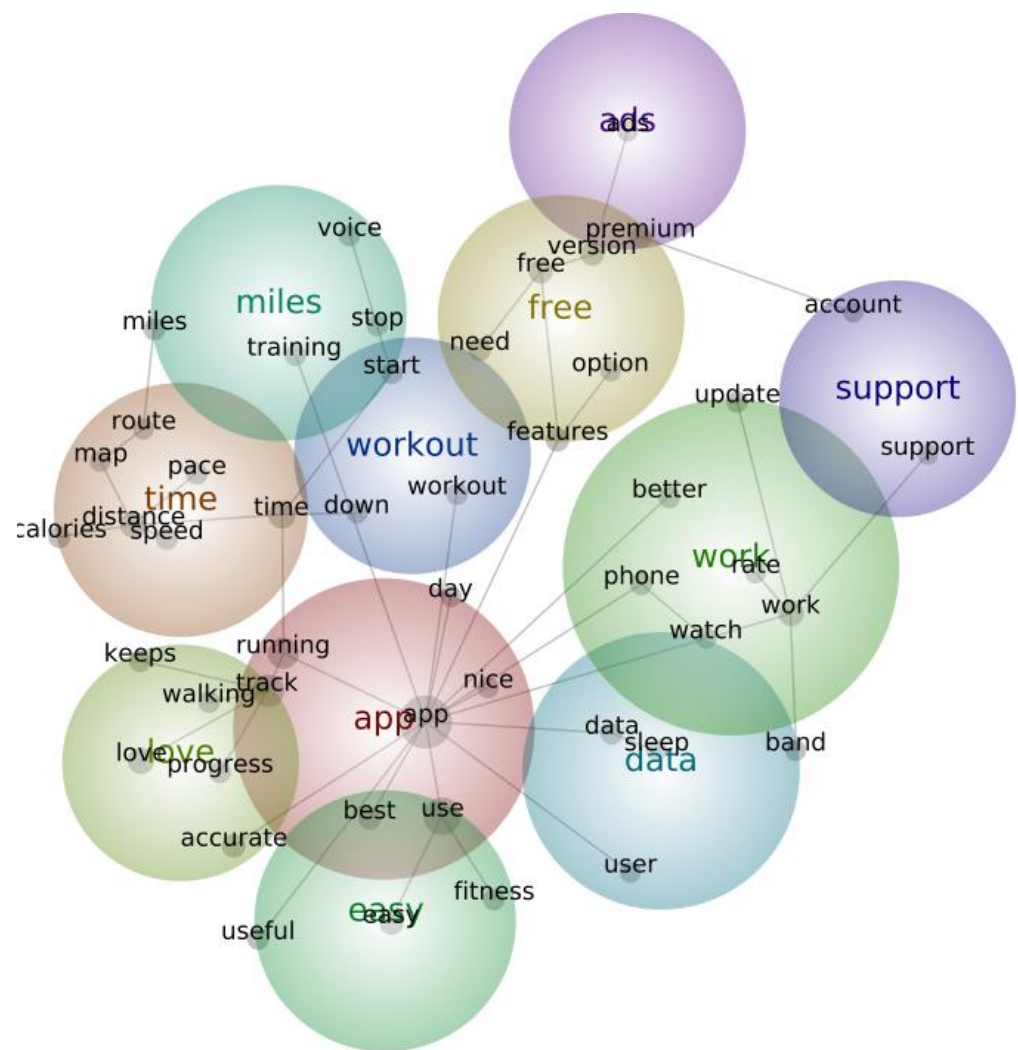 ads
ads
premium
voice
version
free
miles
free
account
miles
stop
need
training
start
option
support
update
route
features
workout
support
map
pace
workout
better
time
time
down
distance
calories
speed
work
rate
phone
day
work
watch
running
keeps
track
nice
walking
app
app
data
sleep
band
love
love
progress
data
best
use
accurate
user
fitness
easy
easy
useful